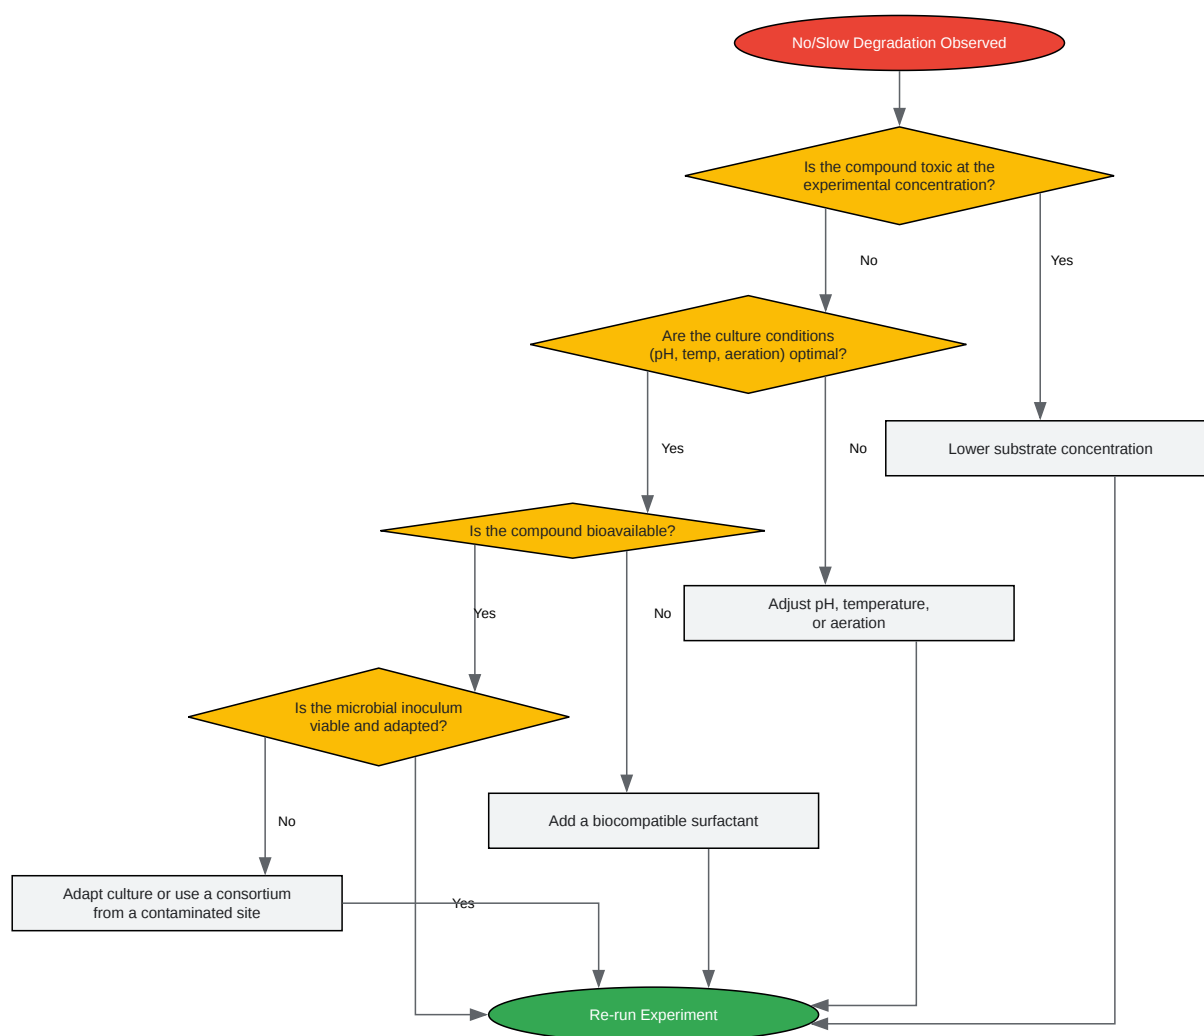 No/Slow Degradation Observed
Is the compound toxic at the
experimental concentration?
No
Yes
Are the culture conditions
(pH, temp, aeration) optimal?
Yes
No
Lower substrate concentration
Is the compound bioavailable?
Yes
No
Adjust pH, temperature,
or aeration
Is the microbial inoculum
viable and adapted?
No
Add a biocompatible surfactant
Adapt culture or use a consortium
from a contaminated site
Yes
Re-run Experiment